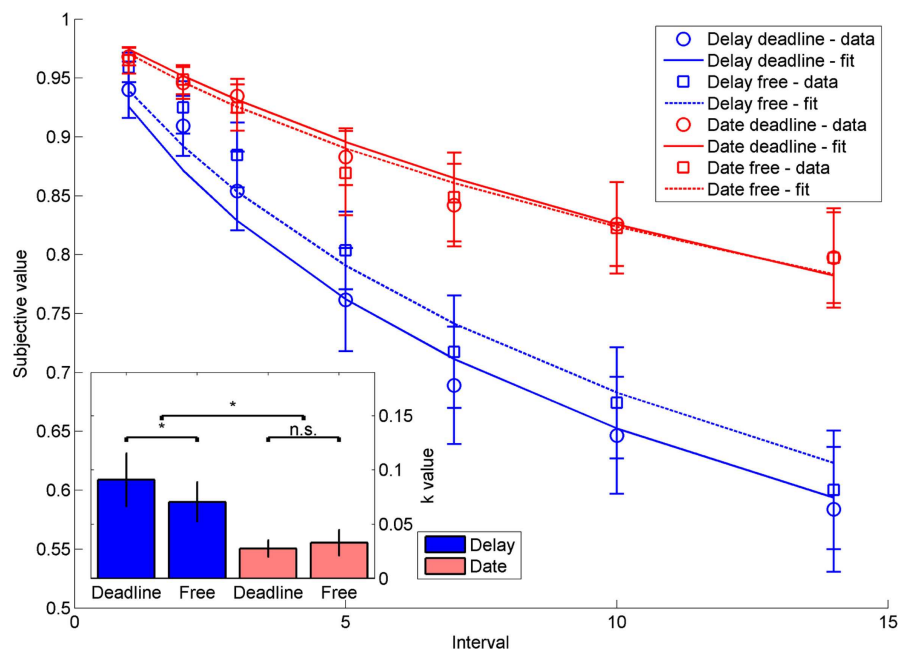 1
0.95
0.9
0.85
0.8
0.75
0.7
0.65
0.6
0.55
0.5
Subjective value
0
5
10
15
Interval
Delay deadline - data
Delay deadline - fit
Delay free - data
Delay free - fit
Date deadline - data
Date deadline - fit
Date free - data
Date free - fit
*
*
n.s.
0.15
0.1
0.05
0
k value
Deadline Free Deadline Free
Delay
Date